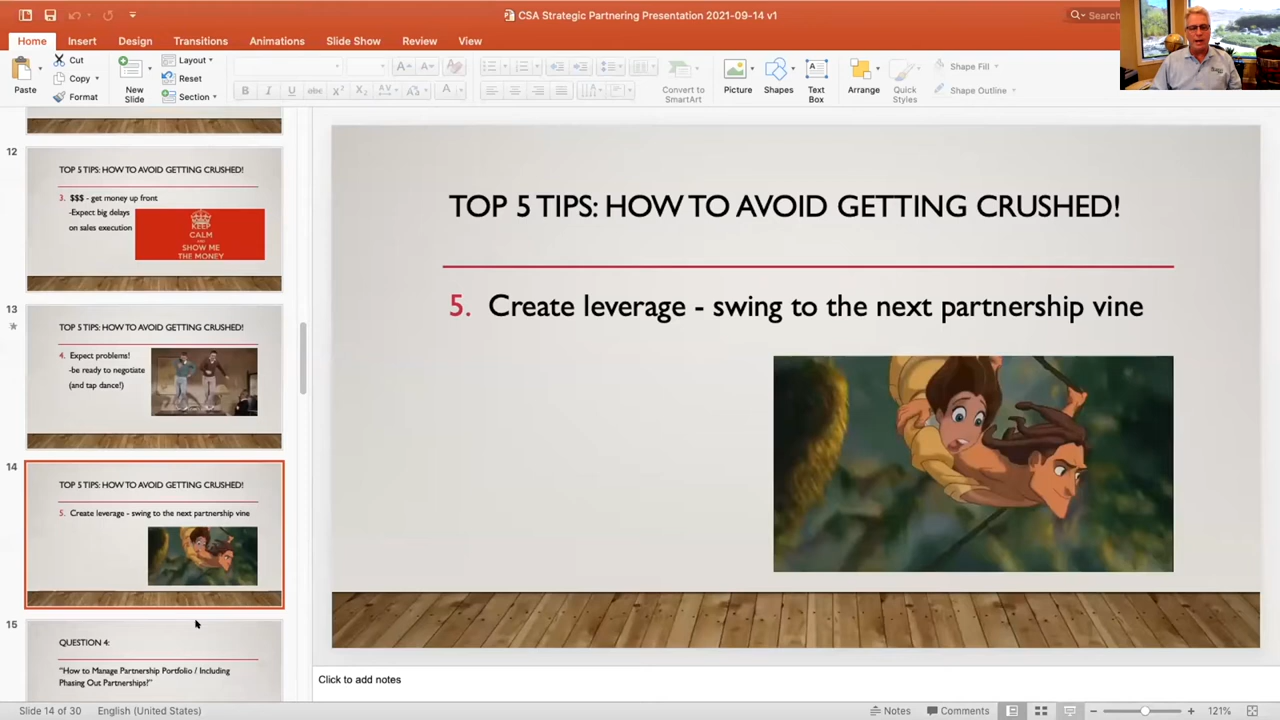 CSA Strategic Partnering Presentation 2021-09-14 v1
Search
Home Insert Design Transitions Animations Slide Show Review View
Paste
Cut
Copy
Format
New Slide
Layout
Reset
Section
B I U abc X² X₂ AV Aa A
Convert to SmartArt
Picture
Shapes
Text Box
Arrange
Quick Styles
Shape Fill
Shape Outline
12
TOP 5 TIPS: HOW TO AVOID GETTING CRUSHED!
3. $$$ - get money up front
-Expect big delays
on sales execution
KEEP
CALM
AND
SHOW ME
THE MONEY
13
TOP 5 TIPS: HOW TO AVOID GETTING CRUSHED!
4. Expect problems!
-be ready to negotiate
(and tap dance!)
14
TOP 5 TIPS: HOW TO AVOID GETTING CRUSHED!
5. Create leverage - swing to the next partnership vine
15
QUESTION 4:
“How to Manage Partnership Portfolio / Including
Phasing Out Partnerships?”
TOP 5 TIPS: HOW TO AVOID GETTING CRUSHED!
5. Create leverage - swing to the next partnership vine
Click to add notes
Slide 14 of 30 English (United States) Notes Comments 121%